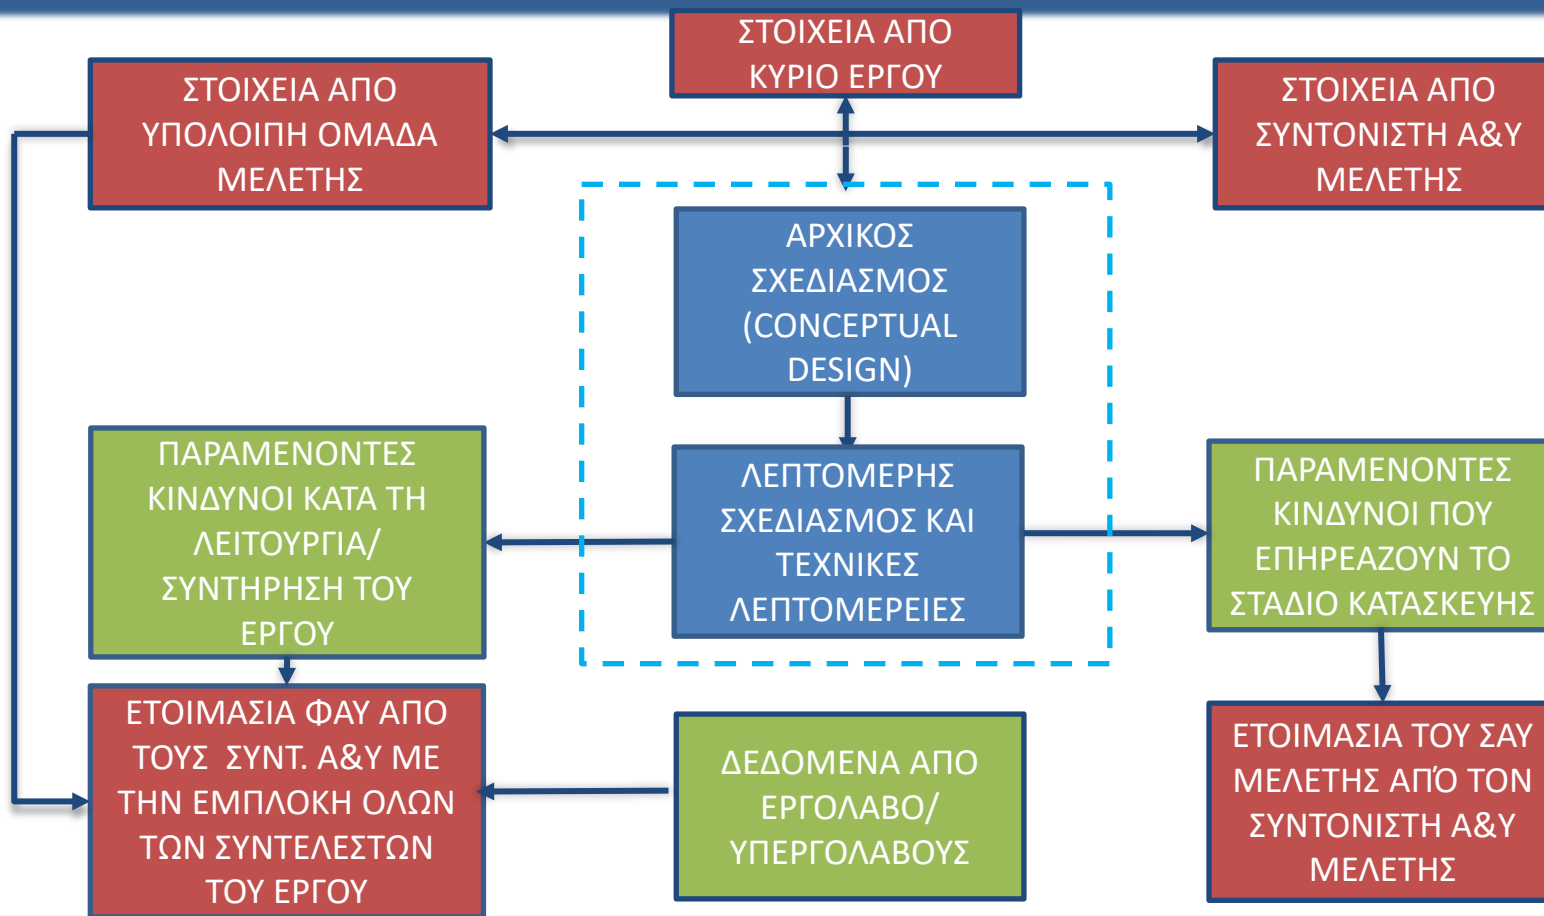 ΣΤΟΙΧΕΙΑ ΑΠΟ
ΚΥΡΙΟ ΕΡΓΟΥ
ΣΤΟΙΧΕΙΑ ΑΠΟ
ΥΠΟΛΟΙΠΗ ΟΜΑΔΑ
ΜΕΛΕΤΗΣ
ΣΤΟΙΧΕΙΑ ΑΠΟ
ΣΥΝΤΟΝΙΣΤΗ Α&Υ
ΜΕΛΕΤΗΣ
ΑΡΧΙΚΟΣ
ΣΧΕΔΙΑΣΜΟΣ
(CONCEPTUAL
DESIGN)
ΠΑΡΑΜΕΝΟΝΤΕΣ
ΚΙΝΔΥΝΟΙ ΚΑΤΑ ΤΗ
ΛΕΙΤΟΥΡΓΙΑ/
ΣΥΝΤΗΡΗΣΗ ΤΟΥ
ΕΡΓΟΥ
ΛΕΠΤΟΜΕΡΗΣ
ΣΧΕΔΙΑΣΜΟΣ ΚΑΙ
ΤΕΧΝΙΚΕΣ
ΛΕΠΤΟΜΕΡΕΙΕΣ
ΠΑΡΑΜΕΝΟΝΤΕΣ
ΚΙΝΔΥΝΟΙ ΠΟΥ
ΕΠΗΡΕΑΖΟΥΝ ΤΟ
ΣΤΑΔΙΟ ΚΑΤΑΣΚΕΥΗΣ
ΕΤΟΙΜΑΣΙΑ ΦΑΥ ΑΠΟ
ΤΟΥΣ ΣΥΝΤ. Α&Υ ΜΕ
ΤΗΝ ΕΜΠΛΟΚΗ ΟΛΩΝ
ΤΩΝ ΣΥΝΤΕΛΕΣΤΩΝ
ΤΟΥ ΕΡΓΟΥ
ΔΕΔΟΜΕΝΑ ΑΠΟ
ΕΡΓΟΛΑΒΟ/
ΥΠΕΡΓΟΛΑΒΟΥΣ
ΕΤΟΙΜΑΣΙΑ ΤΟΥ ΣΑΥ
ΜΕΛΕΤΗΣ ΑΠΌ ΤΟΝ
ΣΥΝΤΟΝΙΣΤΗ Α&Υ
ΜΕΛΕΤΗΣ